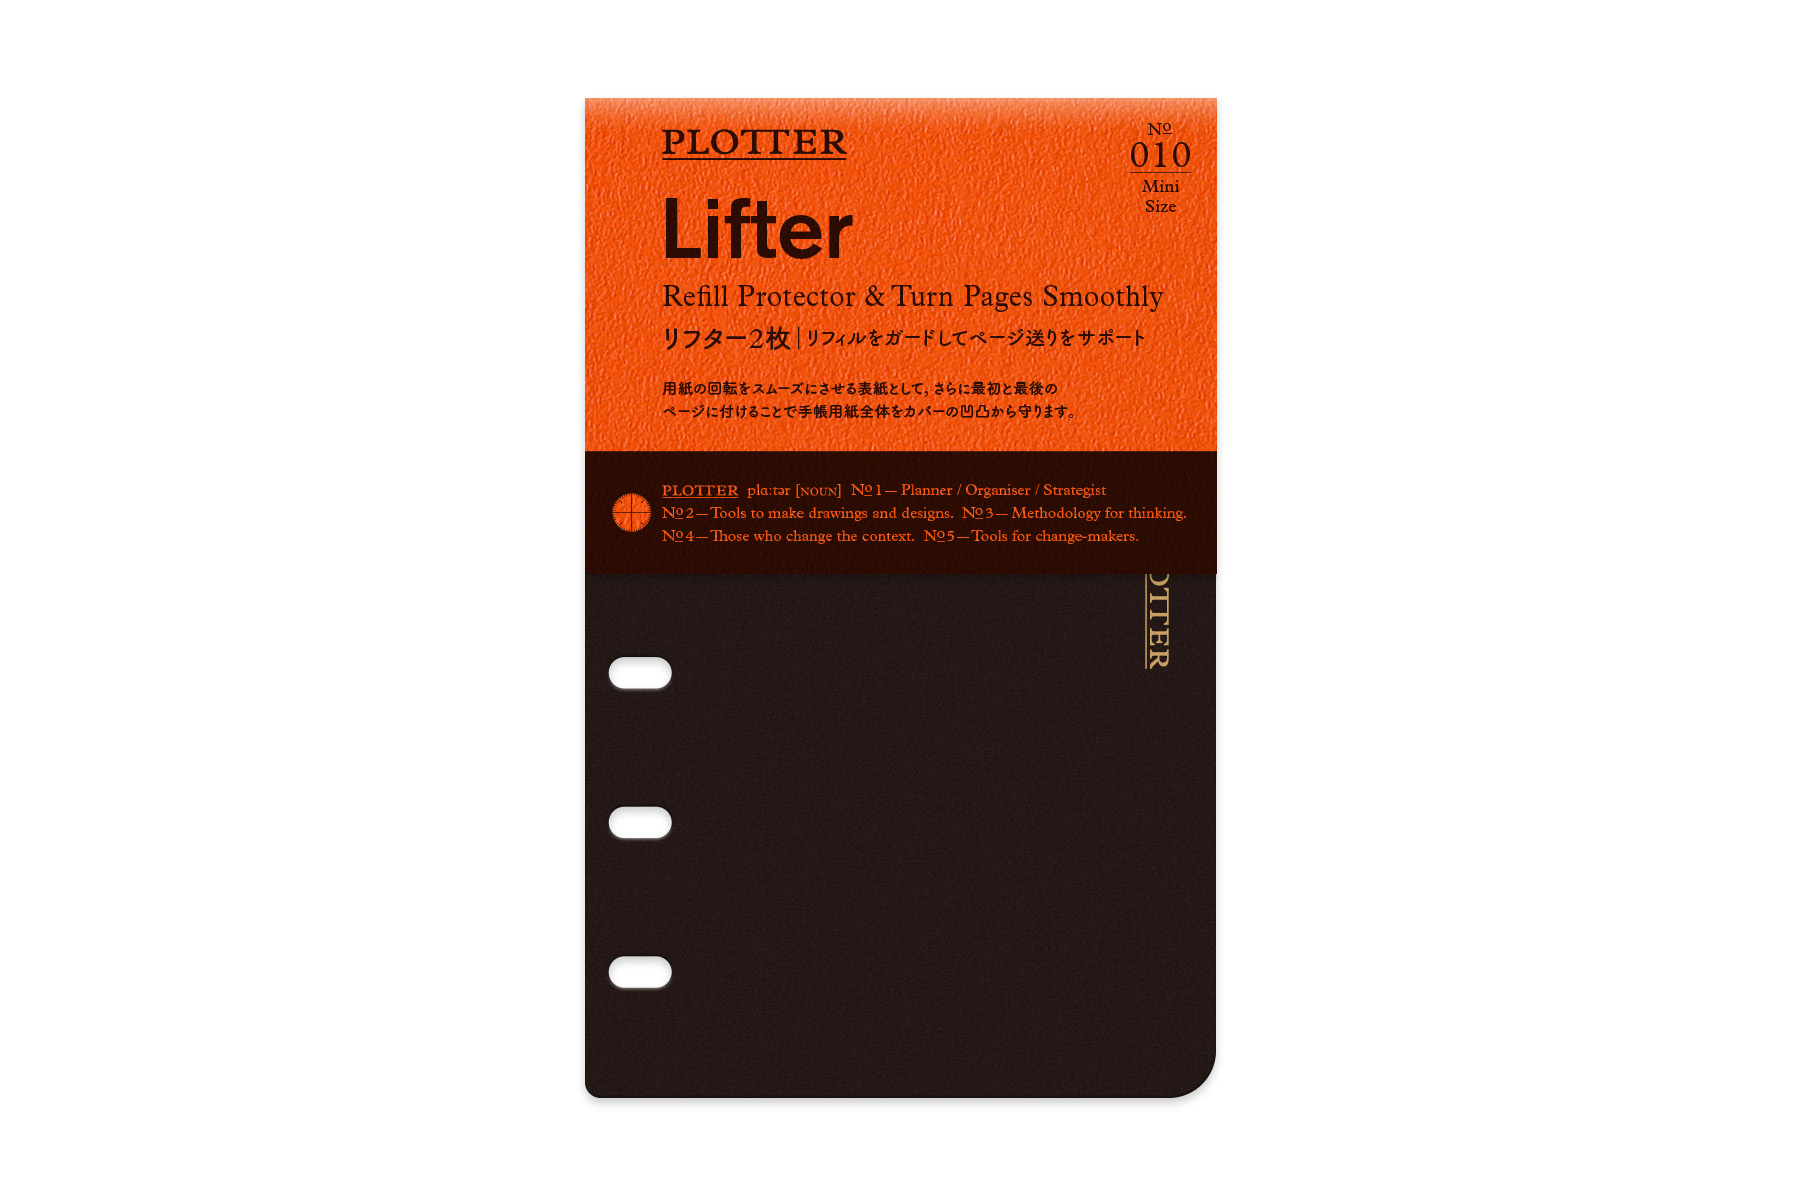 PLOTTER
Nº
010
Mini
Size
Lifter
Refill Protector & Turn Pages Smoothly
リフター2枚|リフィルをガードしてページ送りをサポート
用紙の回転をスムーズにさせる表紙として、さらに最初と最後の
ページに付けることで手帳用紙全体をカバーの凹凸から守ります。
PLOTTER plɑːtər [NOUN] Nº1—Planner / Organiser / Strategist
Nº2—Tools to make drawings and designs. Nº3—Methodology for thinking.
Nº4—Those who change the context. Nº5—Tools for change-makers.
OTTER